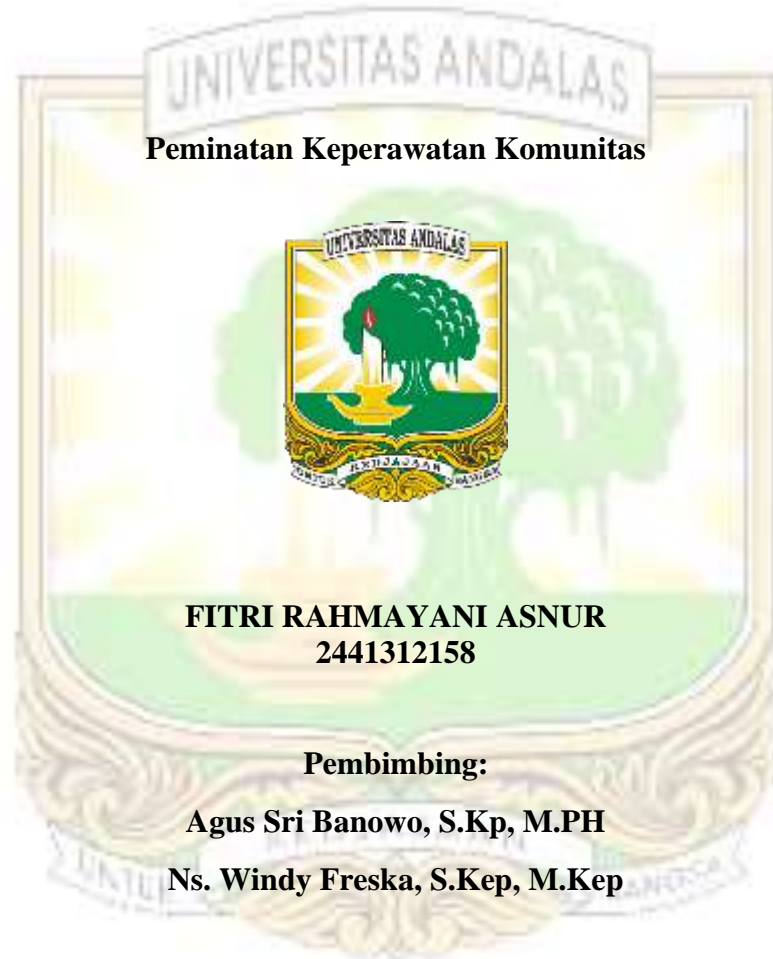 UNIVERSITAS ANDALAS
Peminatan Keperawatan Komunitas
UNIVERSITAS ANDALAS
KEDJAJAAN
FITRI RAHMAYANI ASNUR
2441312158
Pembimbing:
Agus Sri Banowo, S.Kp, M.PH
Ns. Windy Freska, S.Kep, M.Kep